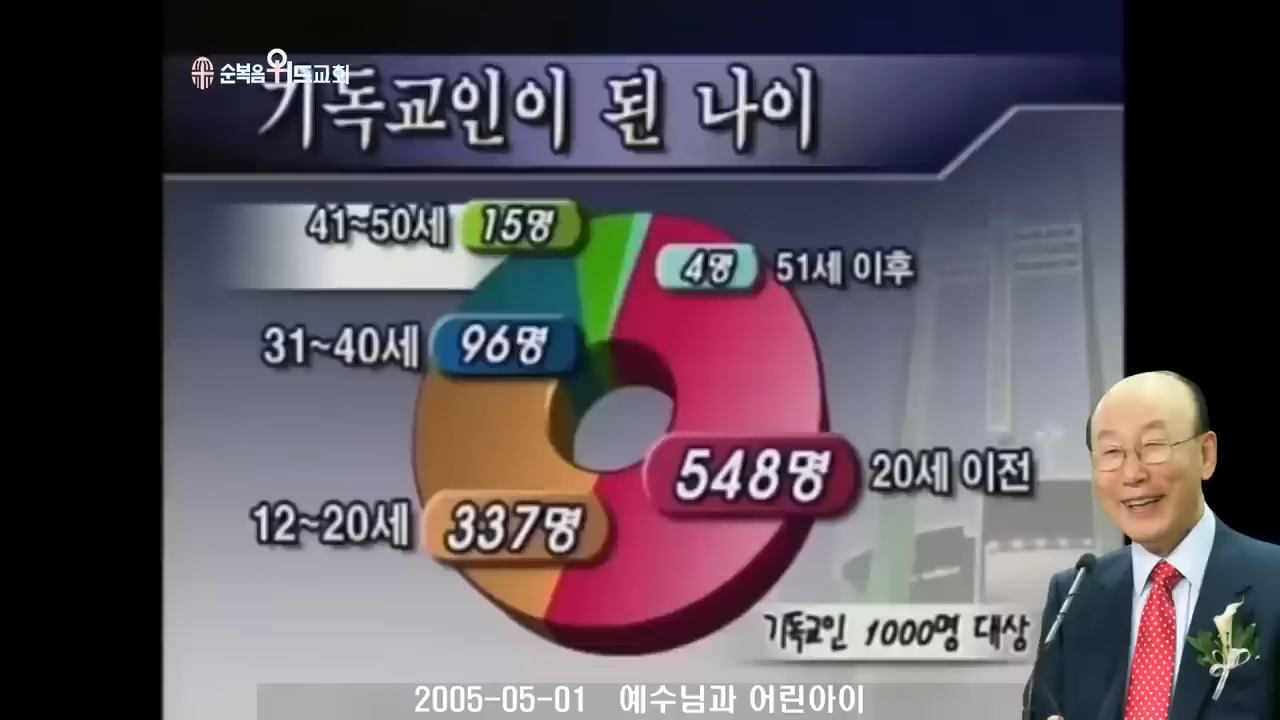 순복음위드교회
기독교인이 된 나이
41~50세 15명
4명 51세 이후
31~40세 96명
548명 20세 이전
12~20세 337명
기독교인 1000명 대상
2005-05-01 예수님과 어린아이